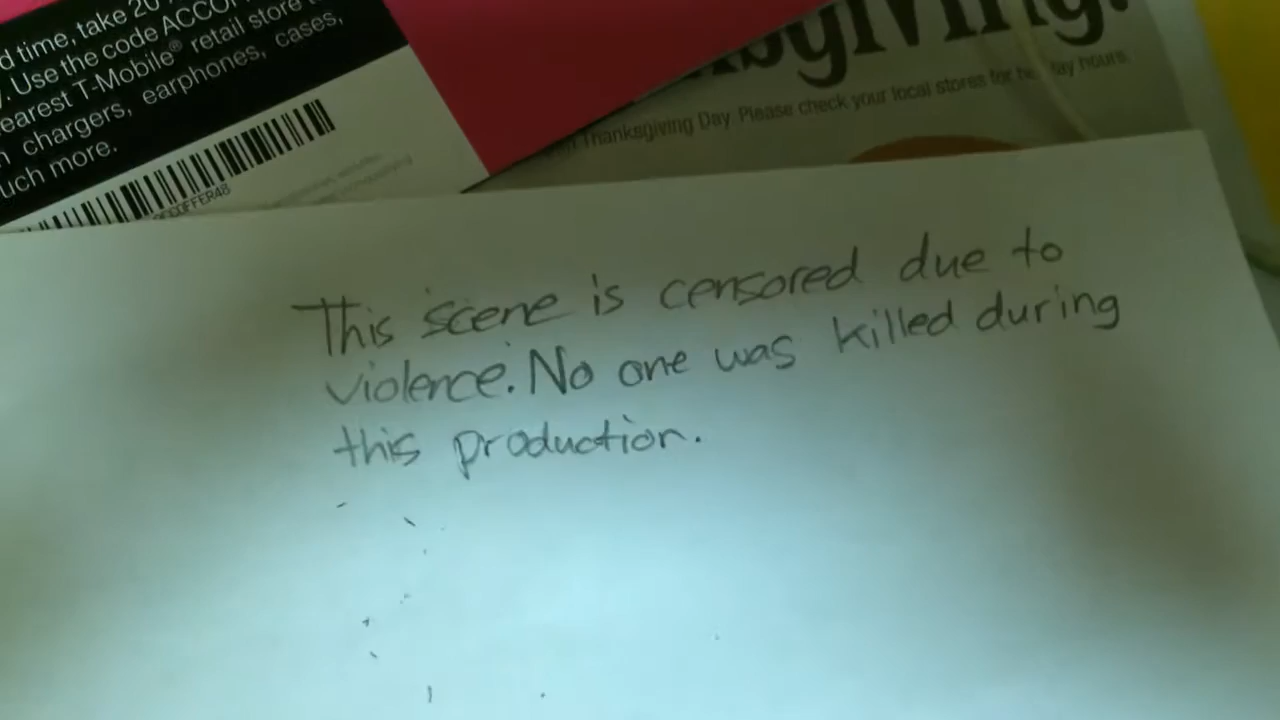 d time, take 20
. Use the code
earest T-Mobile® retail store
chargers, earphones, cases,
uch more.
Thanksgiving Day. Please check your local stores for hours.
This scene is censored due to
violence. No one was killed during
this production.